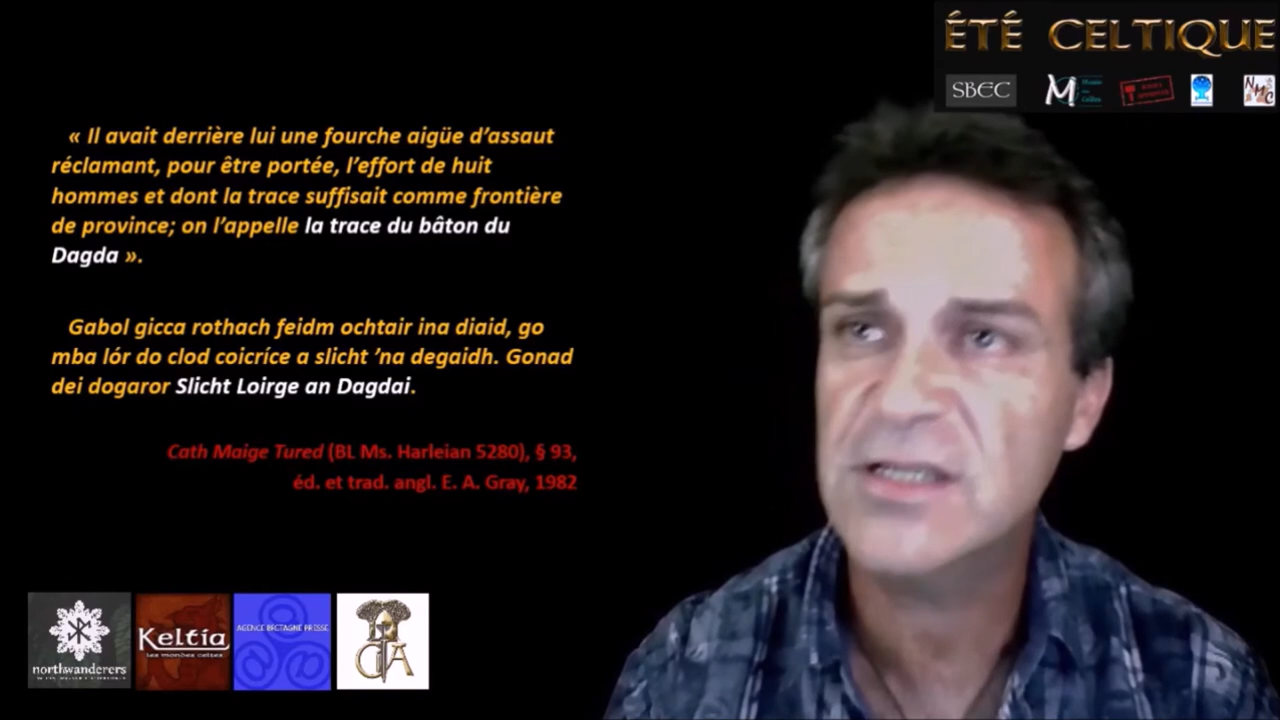 ÉTÉ CELTIQUE
SBEC
« Il avait derrière lui une fourche aigüe d’assaut
réclamant, pour être portée, l’effort de huit
hommes et dont la trace suffisait comme frontière
de province; on l’appelle la trace du bâton du
Dagda ».
Gabol gicca rothach feidm ochtair ina diaid, go
mba lór do clod coicríce a slicht ’na degaidh. Gonad
dei dogaror Slicht Loirge an Dagdai.
Cath Maige Tured (BL Ms. Harleian 5280), § 93,
éd. et trad. angl. E. A. Gray, 1982
northwanderers
Keltia
les mondes celtes
AGENCE BRETAGNE PRESSE